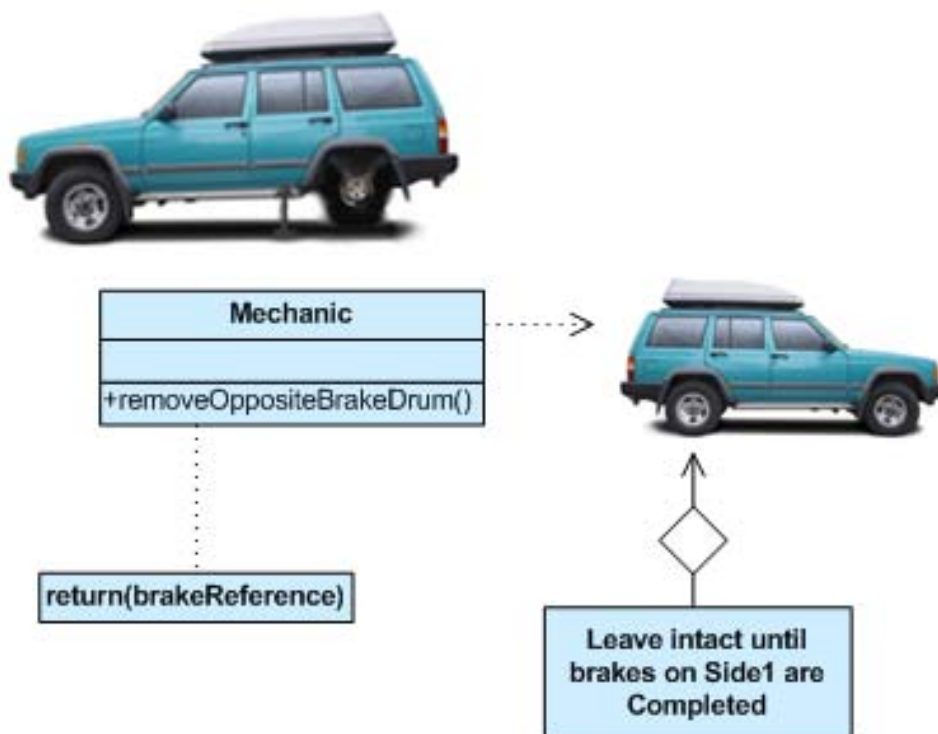 Mechanic
+removeOppositeBrakeDrum()
return(brakeReference)
Leave intact until
brakes on Side1 are
Completed